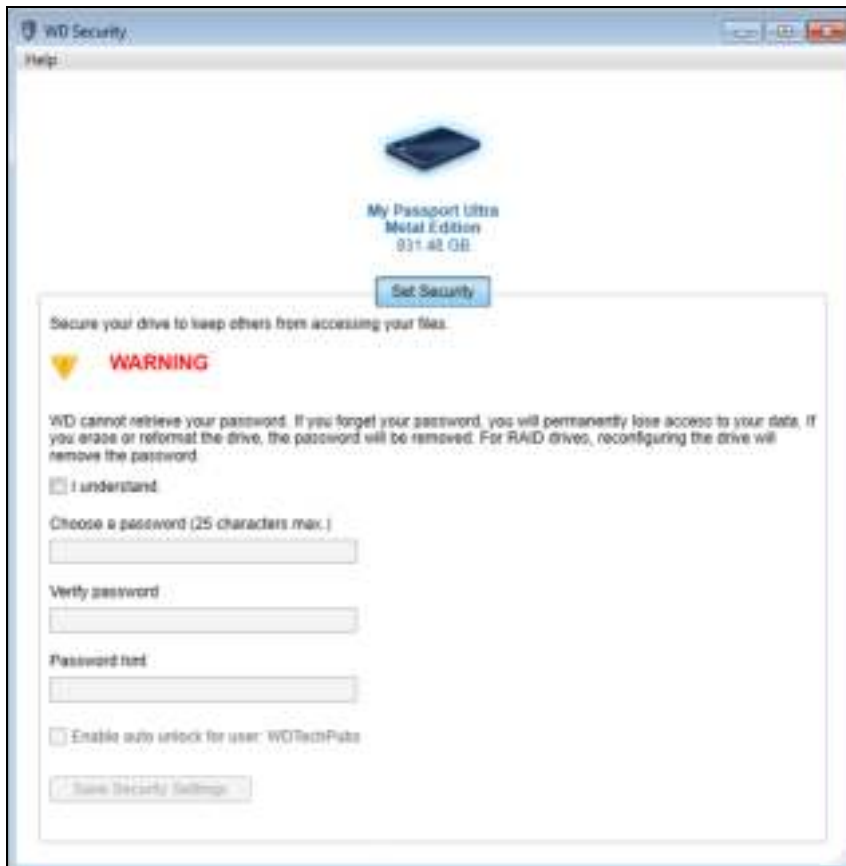 WD Security
Help
My Passport Ultra
Metal Edition
931.48 GB
Set Security
Secure your drive to keep others from accessing your files.
WARNING
WD cannot retrieve your password. If you forget your password, you will permanently lose access to your data. If
you erase or reformat the drive, the password will be removed. For RAID drives, reconfiguring the drive will
remove the password.
I understand.
Choose a password (25 characters max.)
Verify password
Password hint
Enable auto unlock for user: WDTechPubs
Save Security Settings